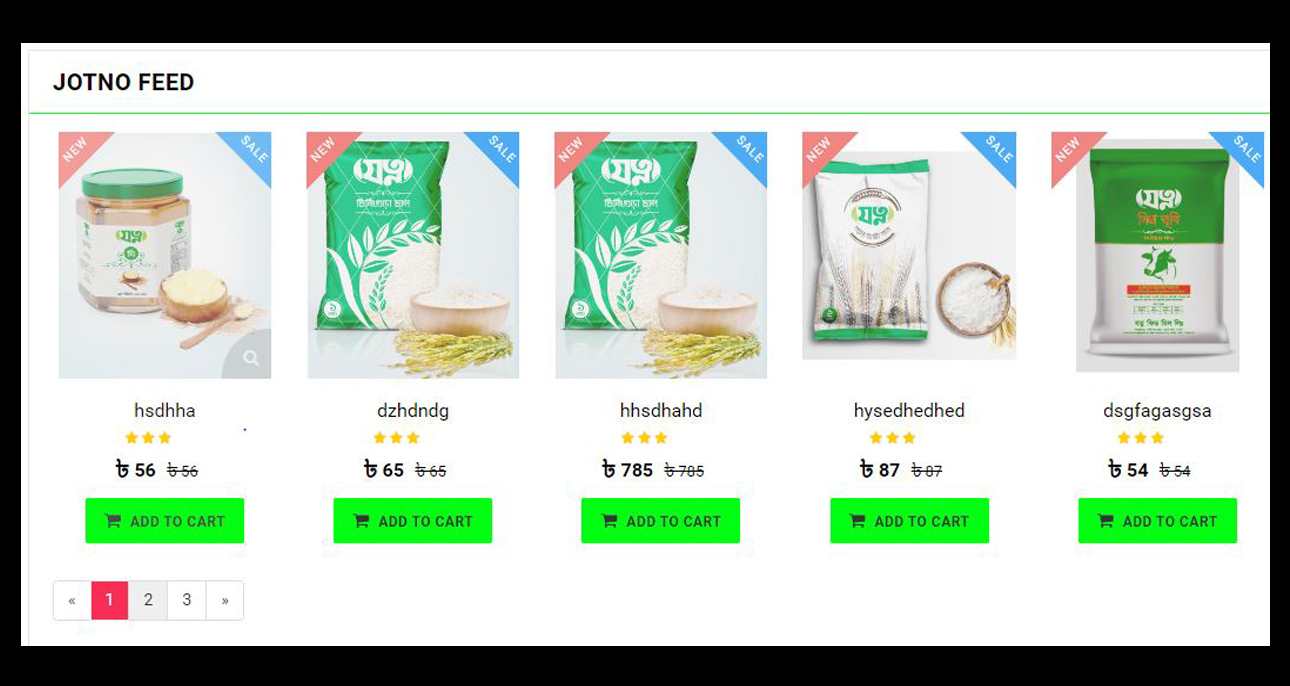 JOTNO FEED
NEW SALE NEW SALE NEW SALE NEW SALE NEW SALE
যত্ন যত্ন যত্ন যত্ন যত্ন
চিনিগুড়া চাল চিনিগুড়া চাল
hsdhha dzhdndg hhsdhahd hysedhedhed dsgfagasgsa
৳ 56 ৳ 56 ৳ 65 ৳ 65 ৳ 785 ৳ 785 ৳ 87 ৳ 87 ৳ 54 ৳ 54
ADD TO CART ADD TO CART ADD TO CART ADD TO CART ADD TO CART
« 1 2 3 »